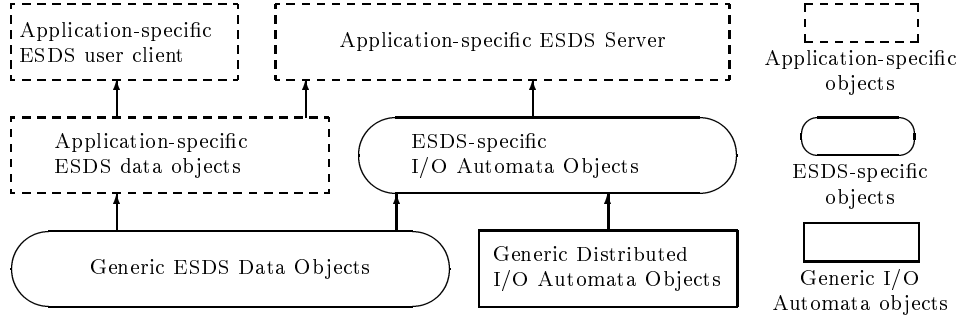 Application-specific
ESDS user client
Application-specific ESDS Server
Application-specific
objects
Application-specific
ESDS data objects
ESDS-specific
I/O Automata Objects
ESDS-specific
objects
Generic ESDS Data Objects
Generic Distributed
I/O Automata Objects
Generic I/O
Automata objects